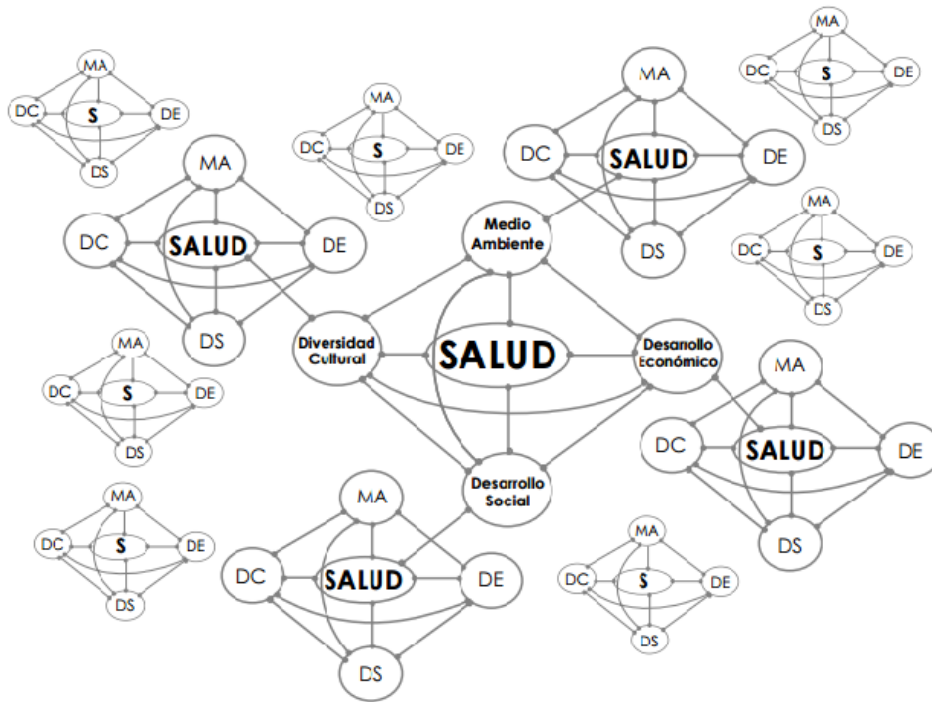 MA
DC
S
DE
DS
MA
DC
S
DE
DS
MA
DC
SALUD
DE
DS
MA
DC
S
DE
DS
MA
DC
SALUD
DE
DS
MA
DC
S
DE
DS
Medio
Ambiente
Diversidad
Cultural
SALUD
Desarrollo
Económico
Desarrollo
Social
MA
DC
S
DE
DS
MA
DC
SALUD
DE
DS
MA
DC
S
DE
DS
MA
DC
SALUD
DE
DS
MA
DC
S
DE
DS